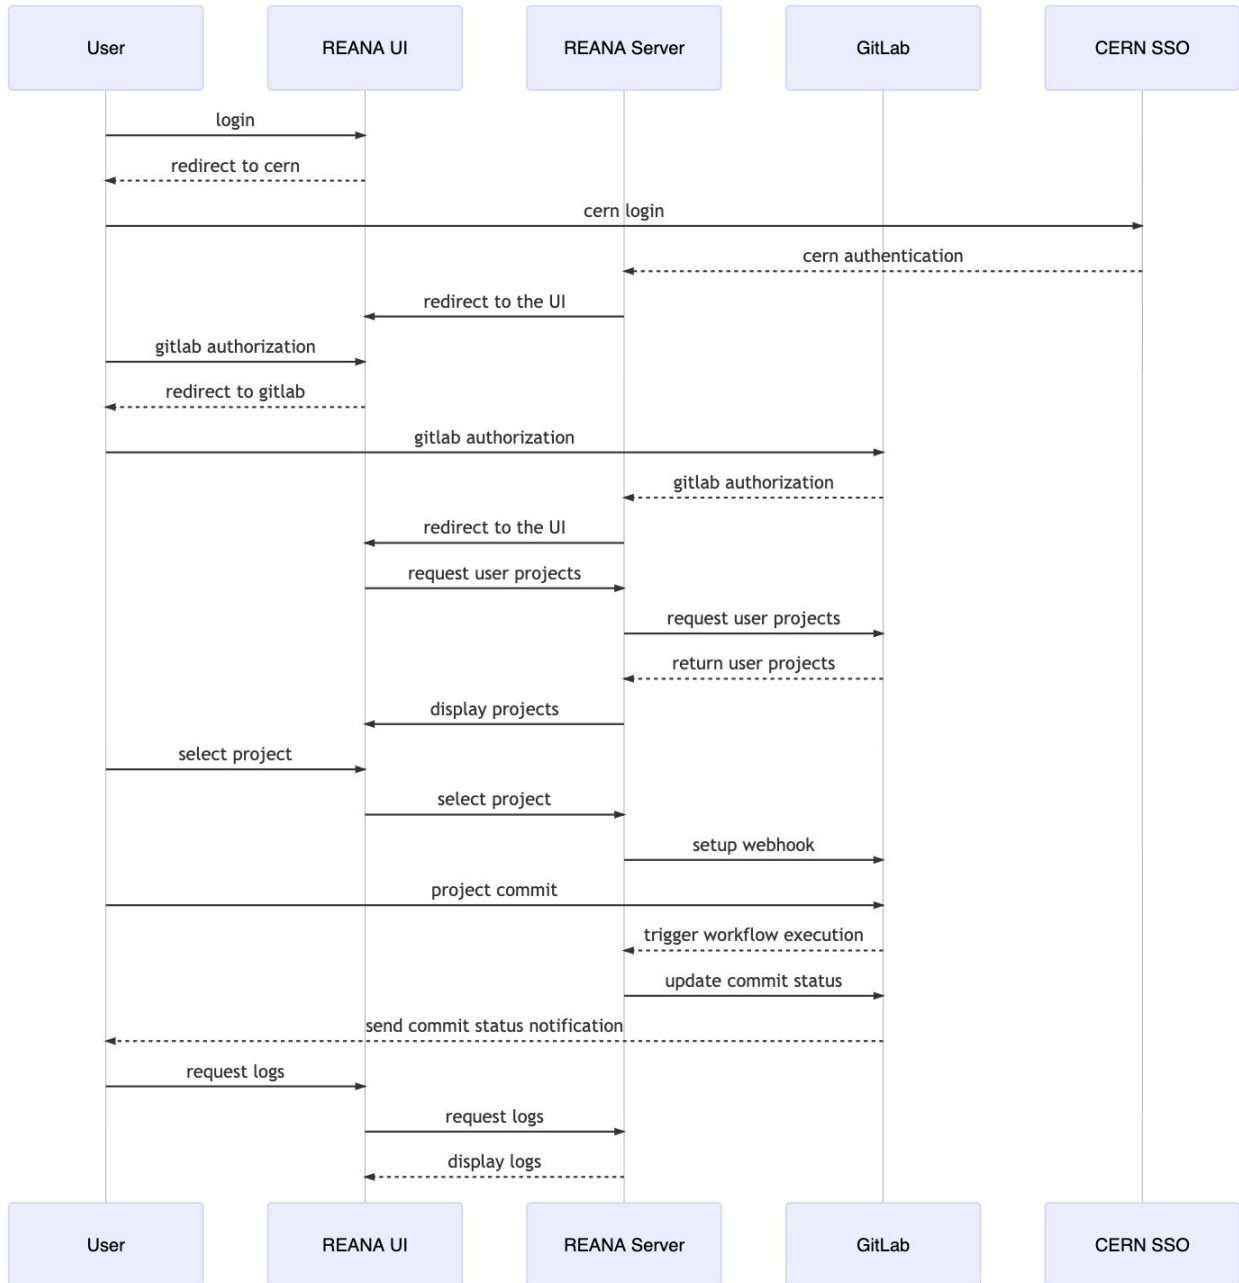 User
REANA UI
REANA Server
GitLab
CERN SSO
login
redirect to cern
cern login
cern authentication
redirect to the UI
gitlab authorization
redirect to gitlab
gitlab authorization
gitlab authorization
redirect to the UI
request user projects
request user projects
return user projects
display projects
select project
select project
setup webhook
project commit
trigger workflow execution
update commit status
send commit status notification
request logs
request logs
display logs
User
REANA UI
REANA Server
GitLab
CERN SSO